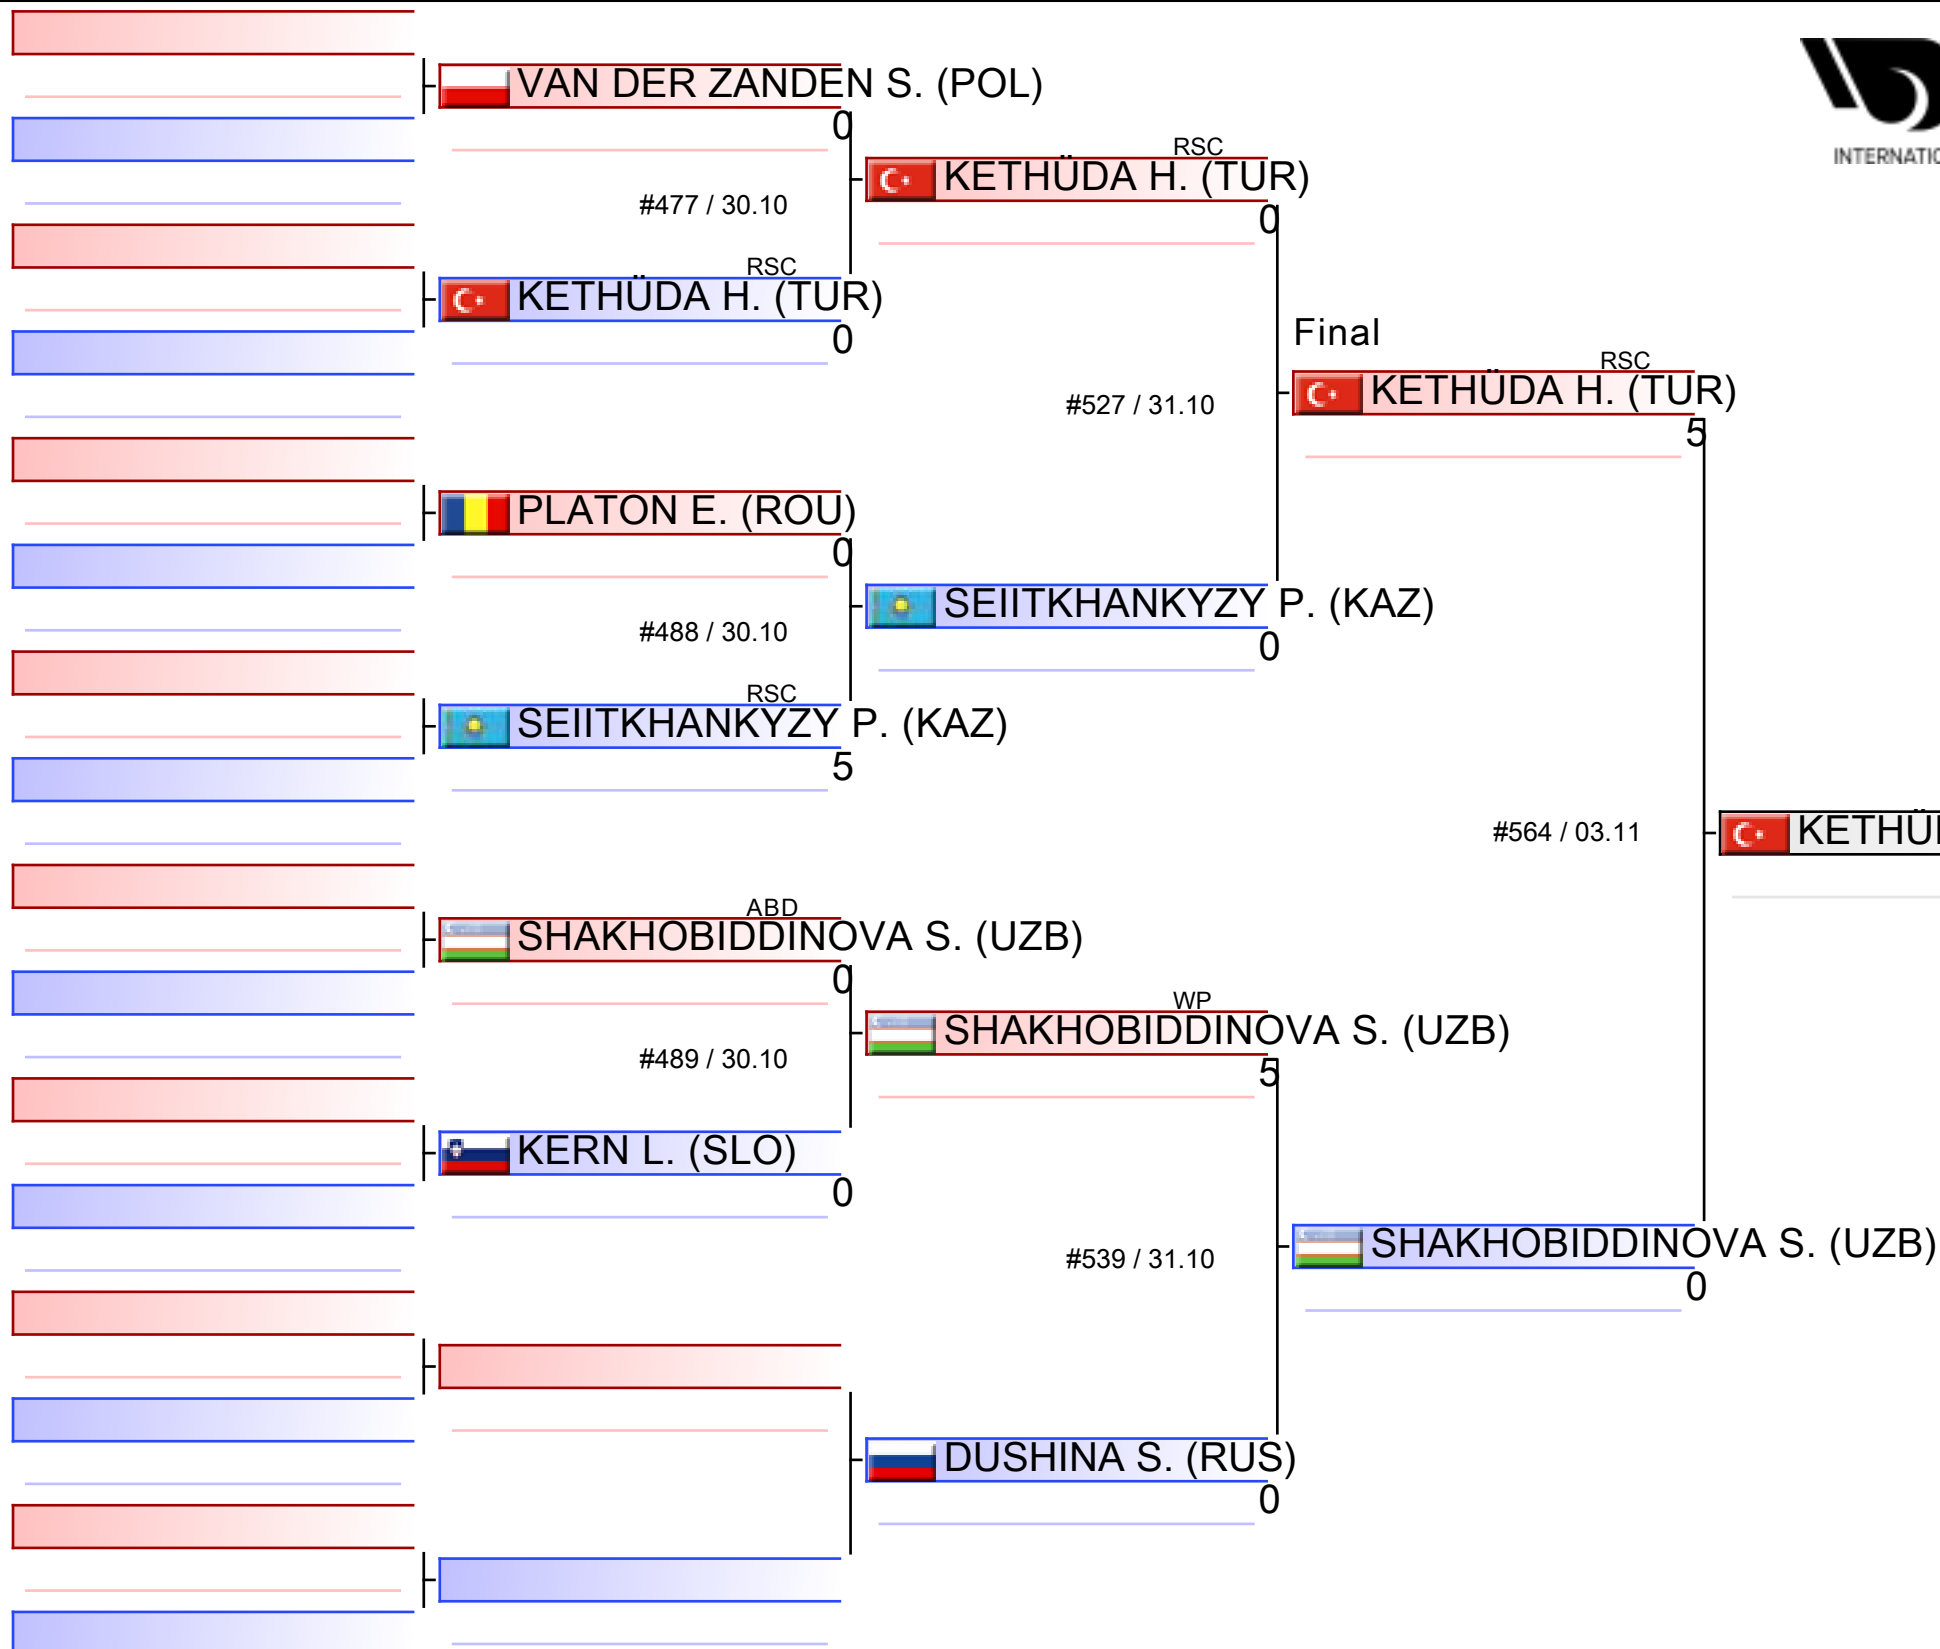 VAN DER ZANDEN S. (POL)
0
#477 / 30.10
RSC
KETHÜDA H. (TUR)
0
PLATON E. (ROU)
0
#488 / 30.10
RSC
SEIITKHANKYZY P. (KAZ)
5
ABD
SHAKHOBIDDINOVA S. (UZB)
0
#489 / 30.10
KERN L. (SLO)
0
RSC
KETHÜDA H. (TUR)
0
#527 / 31.10
SEIITKHANKYZY P. (KAZ)
0
WP
SHAKHOBIDDINOVA S. (UZB)
5
#539 / 31.10
DUSHINA S. (RUS)
0
Final
RSC
KETHÜDA H. (TUR)
5
#564 / 03.11
SHAKHOBIDDINOVA S. (UZB)
0